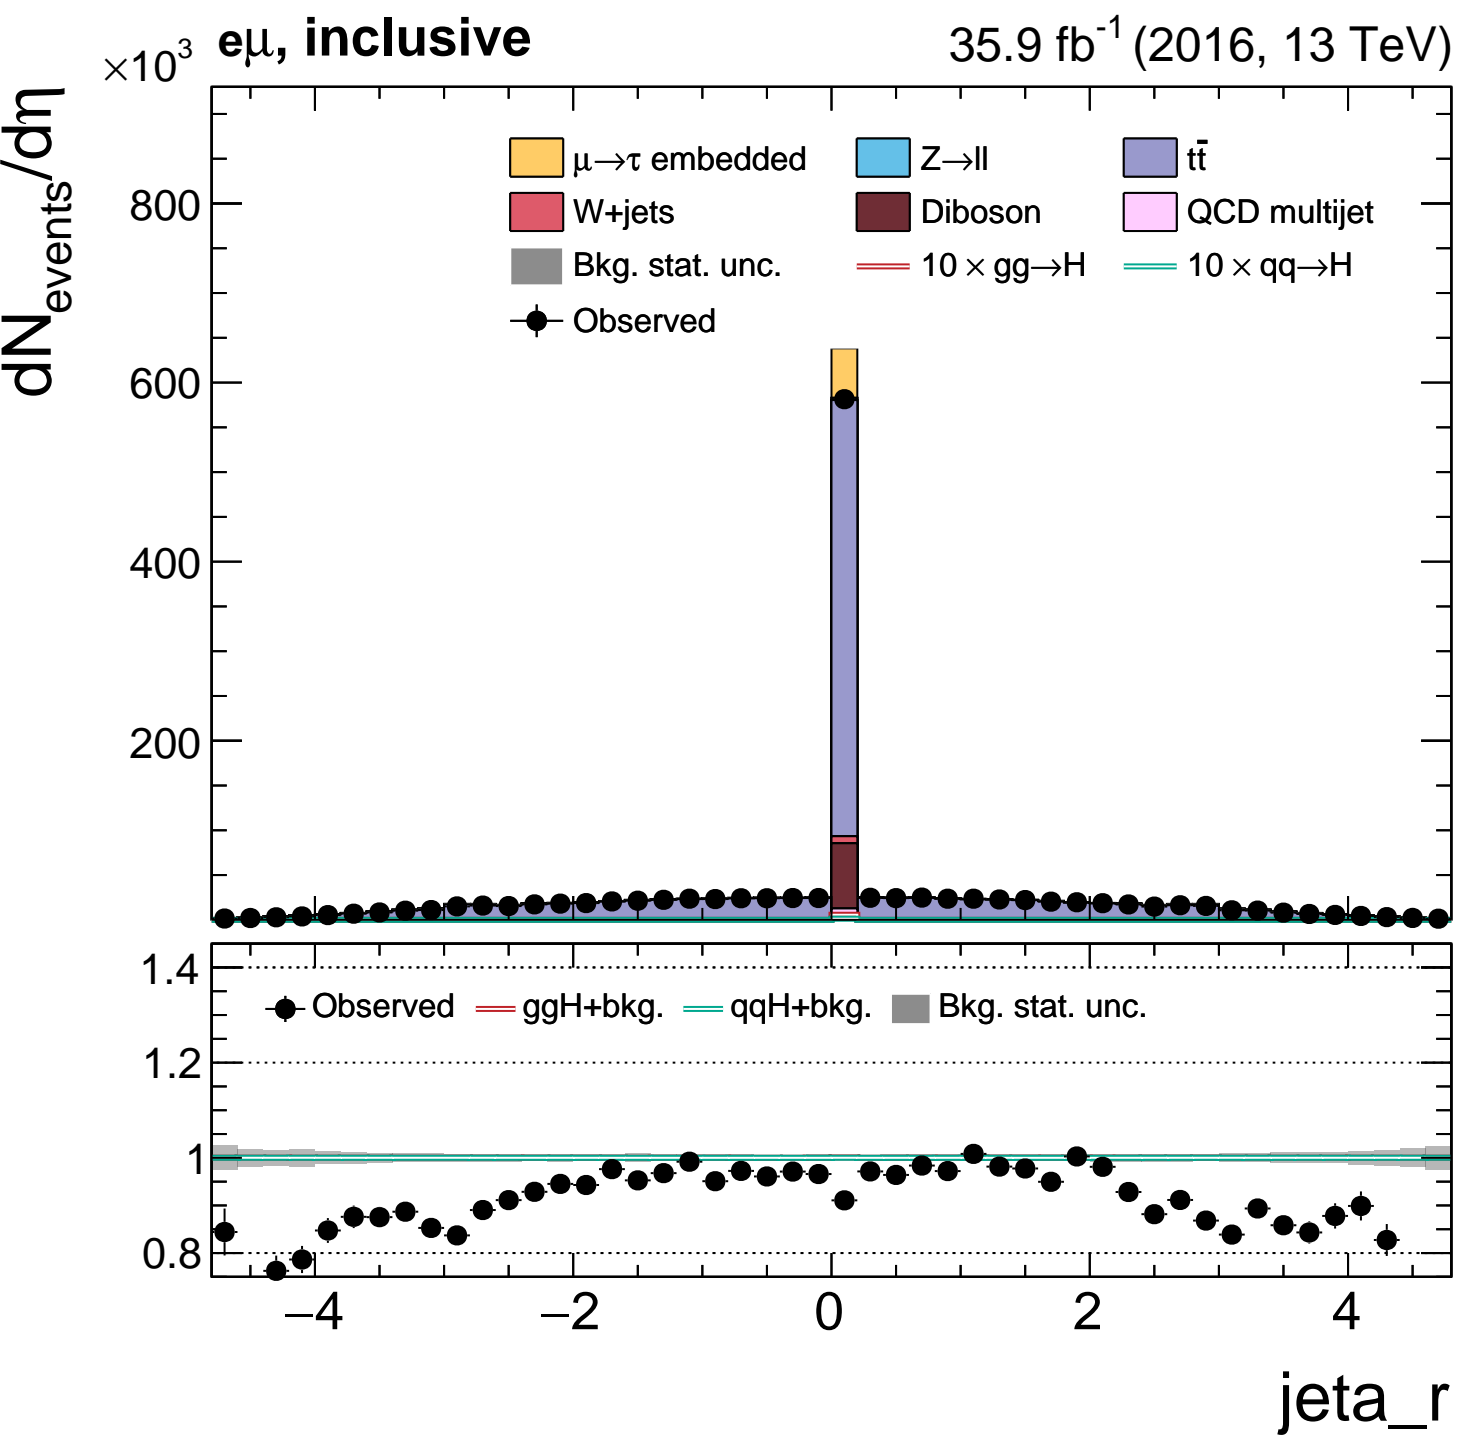 ×10³ eμ, inclusive 35.9 fb⁻¹ (2016, 13 TeV)
dN_events/dη
μ→τ embedded Z→ll tt̄
W+jets Diboson QCD multijet
Bkg. stat. unc. 10 × gg→H 10 × qq→H
Observed
800
600
400
200
1.4
Observed ggH+bkg. qqH+bkg. Bkg. stat. unc.
1.2
1
0.8
−4 −2 0 2 4
jeta_r